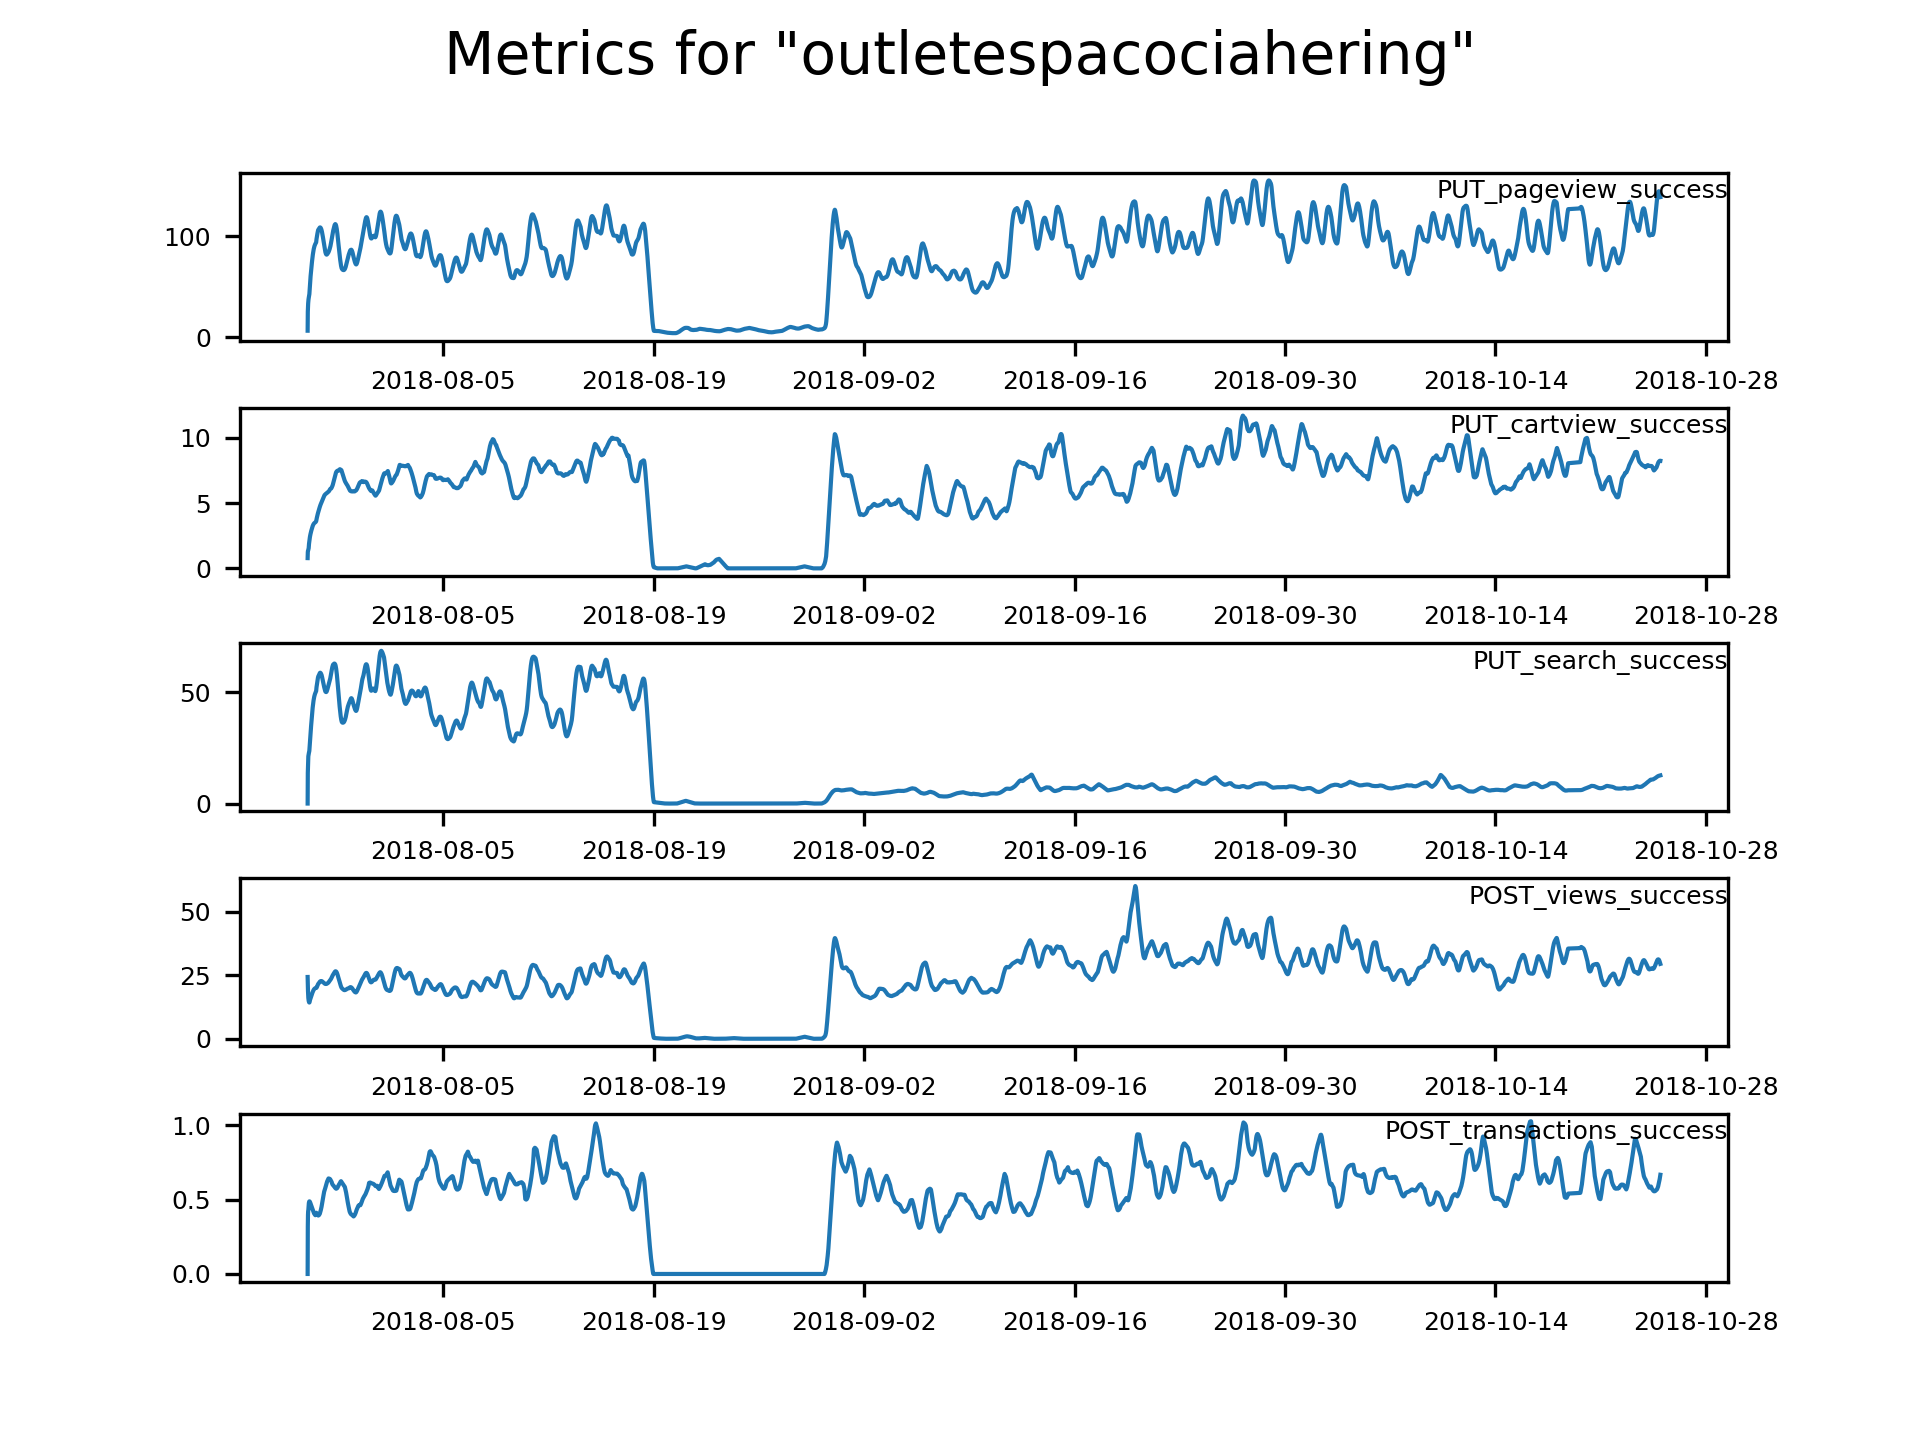 Metrics for "outletespacociahering"
PUT_pageview_success
100
0
2018-08-05 2018-08-19 2018-09-02 2018-09-16 2018-09-30 2018-10-14 2018-10-28
PUT_cartview_success
10
5
0
2018-08-05 2018-08-19 2018-09-02 2018-09-16 2018-09-30 2018-10-14 2018-10-28
PUT_search_success
50
0
2018-08-05 2018-08-19 2018-09-02 2018-09-16 2018-09-30 2018-10-14 2018-10-28
POST_views_success
50
25
0
2018-08-05 2018-08-19 2018-09-02 2018-09-16 2018-09-30 2018-10-14 2018-10-28
1.0
POST_transactions_success
0.5
0.0
2018-08-05 2018-08-19 2018-09-02 2018-09-16 2018-09-30 2018-10-14 2018-10-28